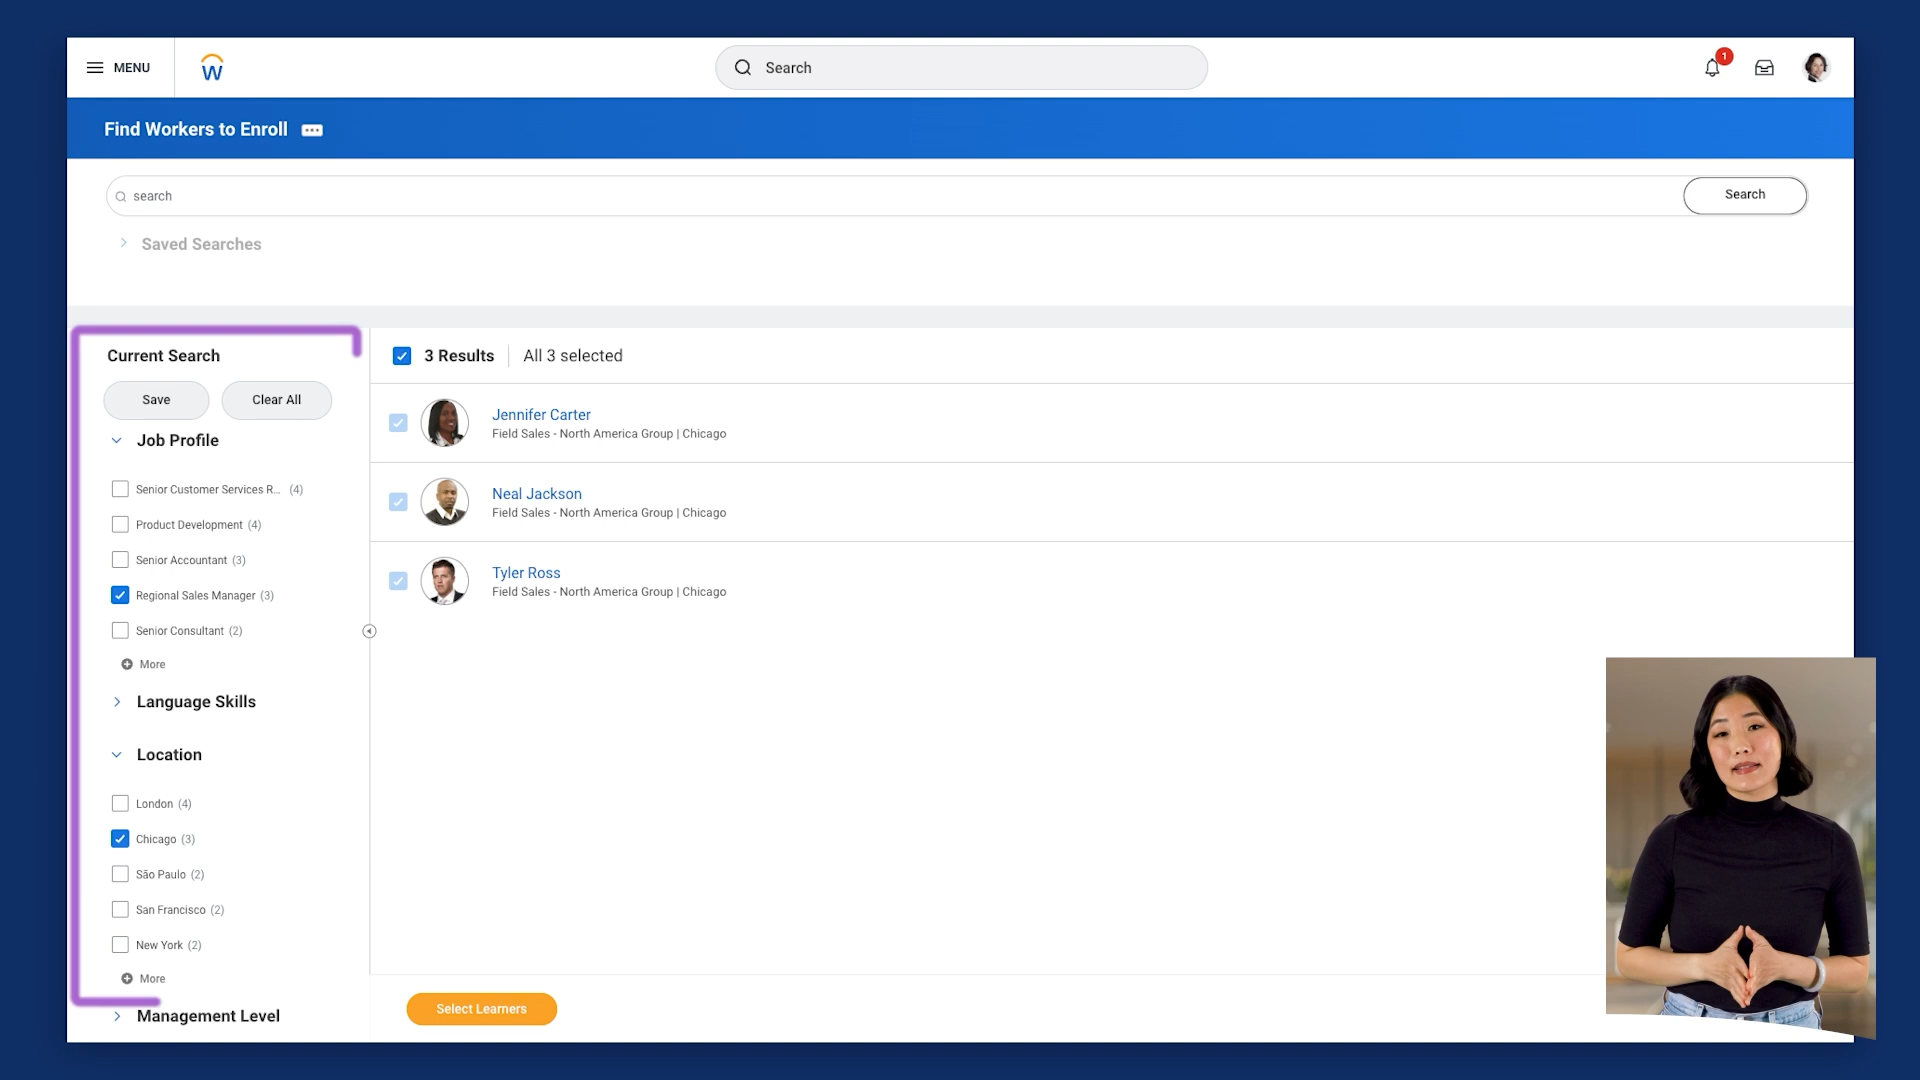 MENU
W
Search
1
Find Workers to Enroll
search
Search
Saved Searches
Current Search
Save
Clear All
Job Profile
Senior Customer Services R... (4)
Product Development (4)
Senior Accountant (3)
Regional Sales Manager (3)
Senior Consultant (2)
More
Language Skills
Location
London (4)
Chicago (3)
São Paulo (2)
San Francisco (2)
New York (2)
More
Management Level
3 Results
All 3 selected
Jennifer Carter
Field Sales - North America Group | Chicago
Neal Jackson
Field Sales - North America Group | Chicago
Tyler Ross
Field Sales - North America Group | Chicago
Select Learners